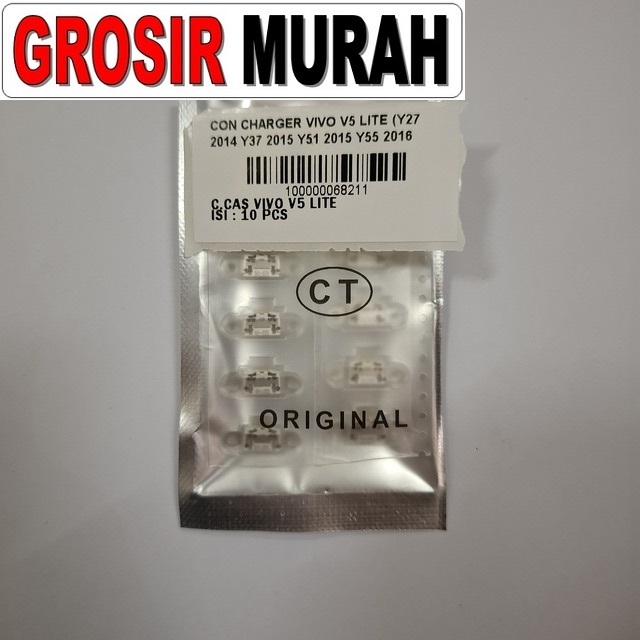 GROSIR MURAH
CON CHARGER VIVO V5 LITE (Y27
2014 Y37 2015 Y51 2015 Y55 2016
100000068211
C.CAS VIVO V5 LITE
ISI : 10 PCS
CT
ORIGINAL